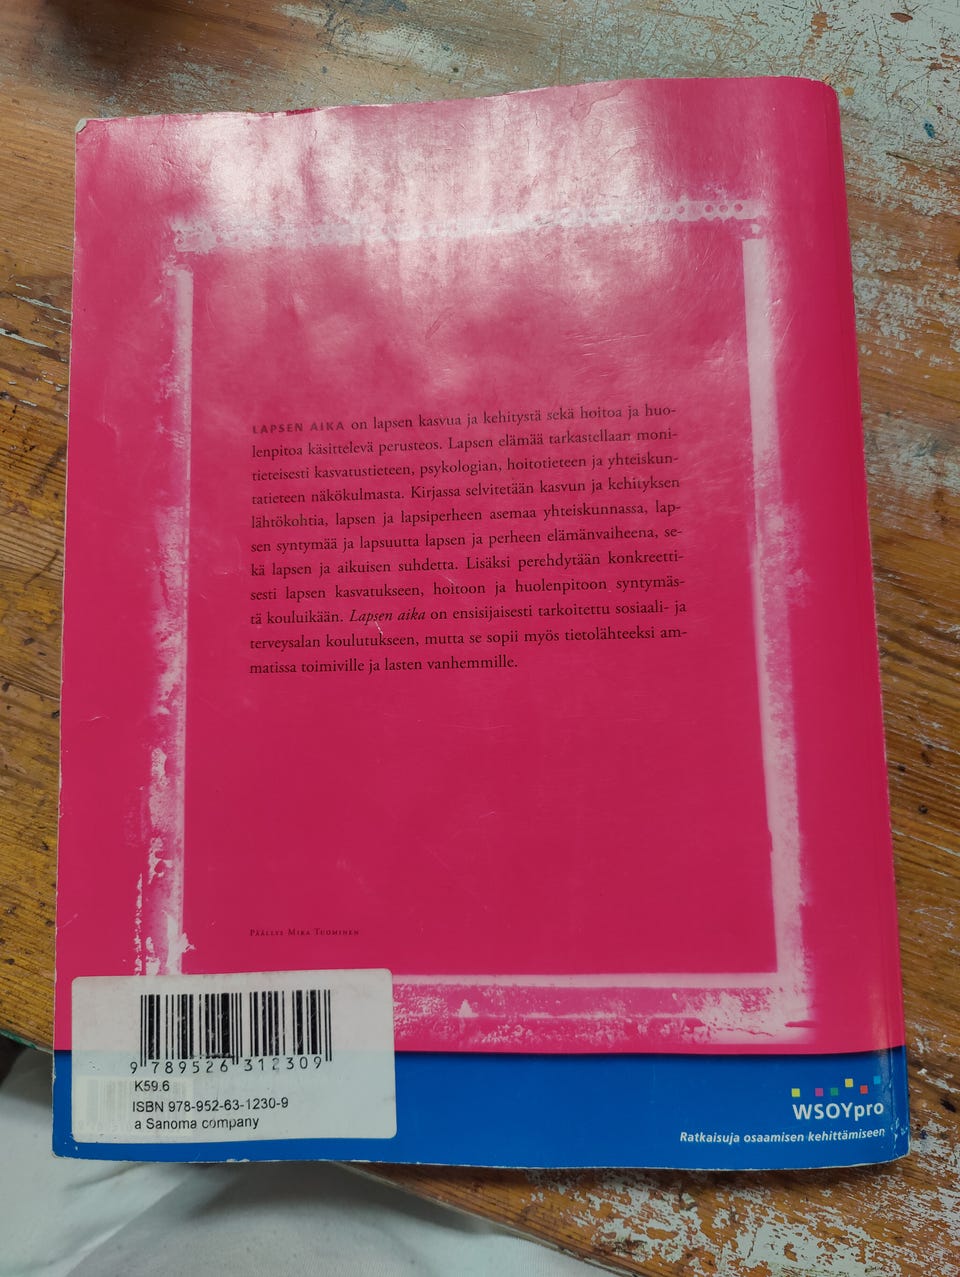 LAPSEN AIKA on lapsen kasvua ja kehitystä sekä hoitoa ja huo-
lenpitoa käsittelevä perusteos. Lapsen elämää tarkastellaan moni-
tieteisesti kasvatustieteen, psykologian, hoitotieteen ja yhteiskun-
tatieteen näkökulmasta. Kirjassa selvitetään kasvun ja kehityksen
lähtökohtia, lapsen ja lapsiperheen asemaa yhteiskunnassa, lap-
sen syntymää ja lapsuutta lapsen ja perheen elämänvaiheena, se-
kä lapsen ja aikuisen suhdetta. Lisäksi perehdytään konkreetti-
sesti lapsen kasvatukseen, hoitoon ja huolenpitoon syntymäs-
tä kouluikään. Lapsen aika on ensisijaisesti tarkoitettu sosiaali- ja
terveysalan koulutukseen, mutta se sopii myös tietolähteeksi am-
matissa toimiville ja lasten vanhemmille.
PÄÄLLYS MIKA TUOMINEN
9 789526 312309
K59.6
ISBN 978-952-63-1230-9
a Sanoma company
WSOYpro
Ratkaisuja osaamisen kehittämiseen